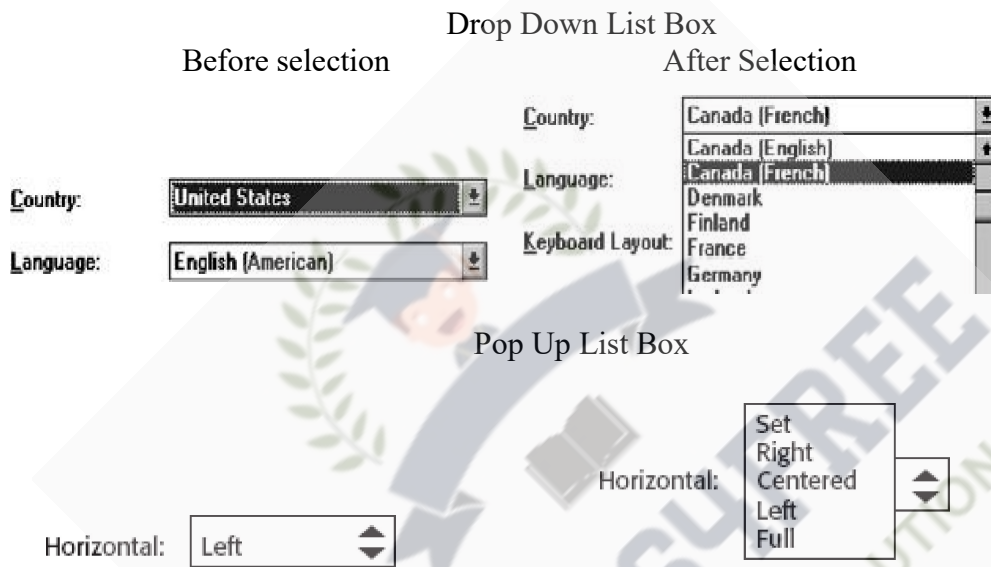 Drop Down List Box
Before selection
After Selection
Country:
United States
Language:
English (American)
Country:
Canada (French)
Canada (English)
Canada (French)
Language:
Denmark
Finland
Keyboard Layout:
France
Germany
Pop Up List Box
Horizontal:
Left
Horizontal:
Set
Right
Centered
Left
Full